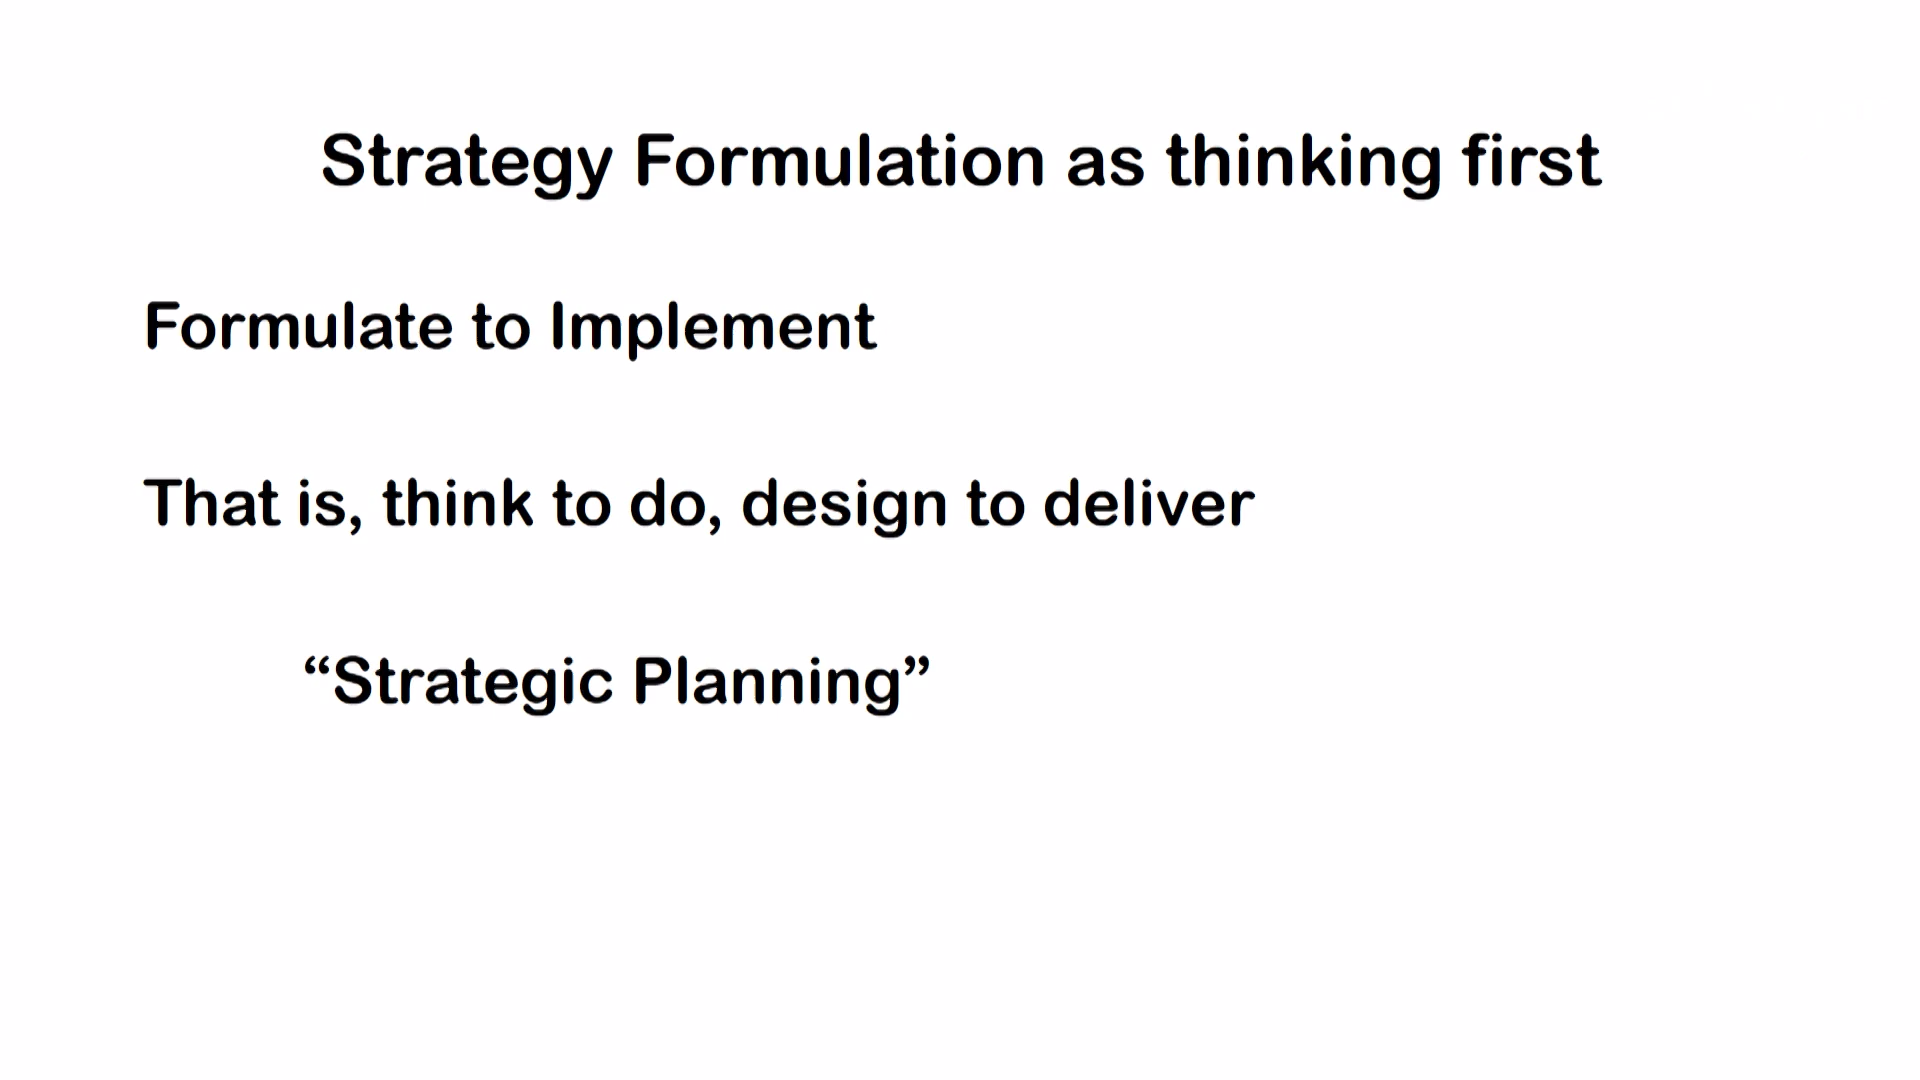 Strategy Formulation as thinking first
Formulate to Implement
That is, think to do, design to deliver
“Strategic Planning”